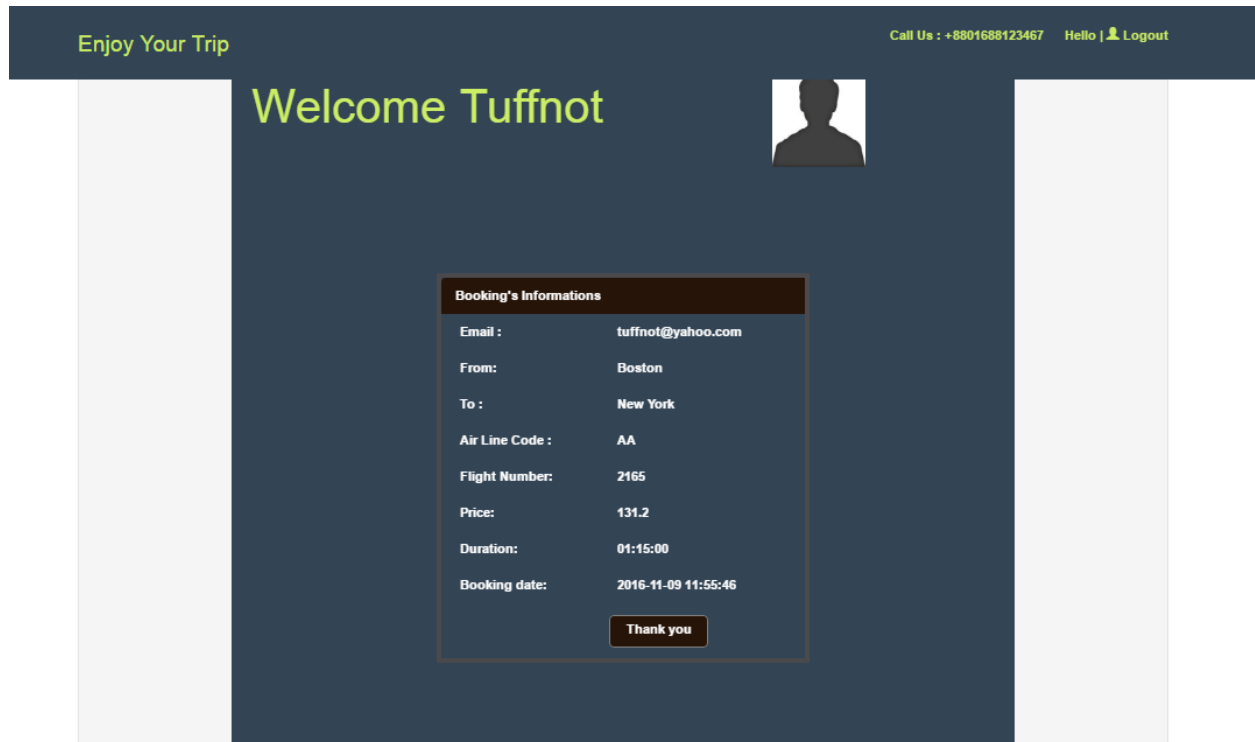 Enjoy Your Trip
Call Us : +8801688123467 Hello | Logout
Welcome Tuffnot
Booking's Informations
Email : tuffnot@yahoo.com
From: Boston
To : New York
Air Line Code : AA
Flight Number: 2165
Price: 131.2
Duration: 01:15:00
Booking date: 2016-11-09 11:55:46
Thank you